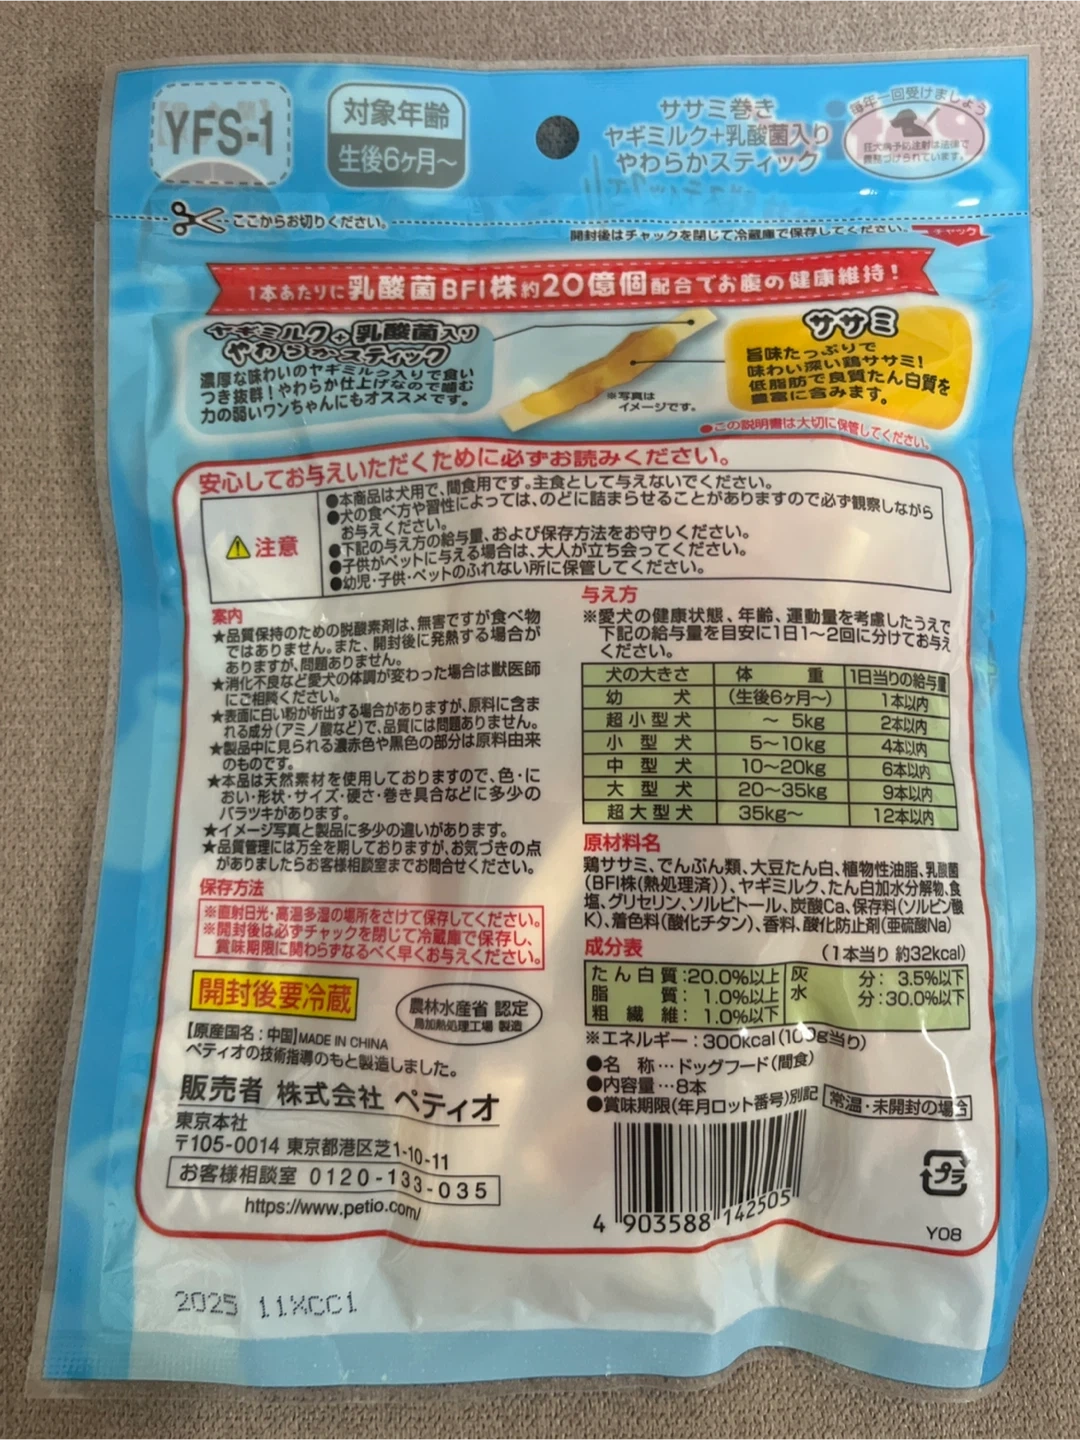 YFS-1
対象年齢
生後6ヶ月～
ササミ巻き
ヤギミルク+乳酸菌入り
やわらかスティック
毎年一回受けましょう
狂犬病予防注射は法律で
義務づけられています。
ここからお切りください。
開封後はチャックを閉じて冷蔵庫で保存してください。
チャック
1本あたりに乳酸菌BFI株約20億個配合でお腹の健康維持！
ヤギミルク+乳酸菌入り
やわらかスティック
濃厚な味わいのヤギミルク入りで食い
つき抜群！やわらか仕上げなので噛む
力の弱いワンちゃんにもオススメです。
※写真は
イメージです。
ササミ
旨味たっぷりで
味わい深い鶏ササミ！
低脂肪で良質たん白質を
豊富に含みます。
●この説明書は大切に保管してください。
安心してお与えいただくために必ずお読みください。
注意
●本商品は犬用で、間食用です。主食として与えないでください。
●犬の食べ方や習性によっては、のどに詰まらせることがありますので必ず観察しながら
お与えください。
●下記の与え方の給与量、および保存方法をお守りください。
●子供がペットに与える場合は、大人が立ち会ってください。
●幼児・子供・ペットのふれない所に保管してください。
案内
★品質保持のための脱酸素剤は、無害ですが食べ物
ではありません。また、開封後に発熱する場合が
ありますが、問題ありません。
★消化不良など愛犬の体調が変わった場合は獣医師
にご相談ください。
★表面に白い粉が析出する場合がありますが、原料に含ま
れる成分(アミノ酸など)で、品質には問題ありません。
★製品中に見られる濃赤色や黒色の部分は原料由来
のものです。
★本品は天然素材を使用しておりますので、色・に
おい・形状・サイズ・硬さ・巻き具合などに多少の
バラツキがあります。
★イメージ写真と製品に多少の違いがあります。
★品質管理には万全を期しておりますが、お気づきの点
がありましたらお客様相談室までお問合せください。
保存方法
※直射日光・高温多湿の場所をさけて保存してください。
※開封後は必ずチャックを閉じて冷蔵庫で保存し、
賞味期限に関わらずなるべく早くお与えください。
開封後要冷蔵
農林水産省 認定
鳥加熱処理工場 製造
【原産国名：中国】MADE IN CHINA
ペティオの技術指導のもと製造しました。
販売者 株式会社 ペティオ
東京本社
〒105-0014 東京都港区芝1-10-11
お客様相談室 0120-133-035
https://www.petio.com/
与え方
※愛犬の健康状態、年齢、運動量を考慮したうえで
下記の給与量を目安に1日1～2回に分けてお与え
ください。
犬の大きさ 体重 1日当りの給与量
幼犬 (生後6ヶ月～) 1本以内
超小型犬 ～5kg 2本以内
小型犬 5～10kg 4本以内
中型犬 10～20kg 6本以内
大型犬 20～35kg 9本以内
超大型犬 35kg～ 12本以内
原材料名
鶏ササミ、でんぷん類、大豆たん白、植物性油脂、乳酸菌
(BFI株(熱処理済))、ヤギミルク、たん白加水分解物、食
塩、グリセリン、ソルビトール、炭酸Ca、保存料(ソルビン酸
K)、着色料(酸化チタン)、香料、酸化防止剤(亜硫酸Na)
成分表 (1本当り 約32kcal)
たん白質：20.0%以上 灰分：3.5%以下
脂質：1.0%以上 水分：30.0%以下
粗繊維：1.0%以下
※エネルギー：300kcal(100g当り)
●名 称…ドッグフード(間食)
●内容量…8本
●賞味期限(年月ロット番号)別記 常温・未開封の場合
4 903588 142505
プラ
Y08
2025 11%CC1